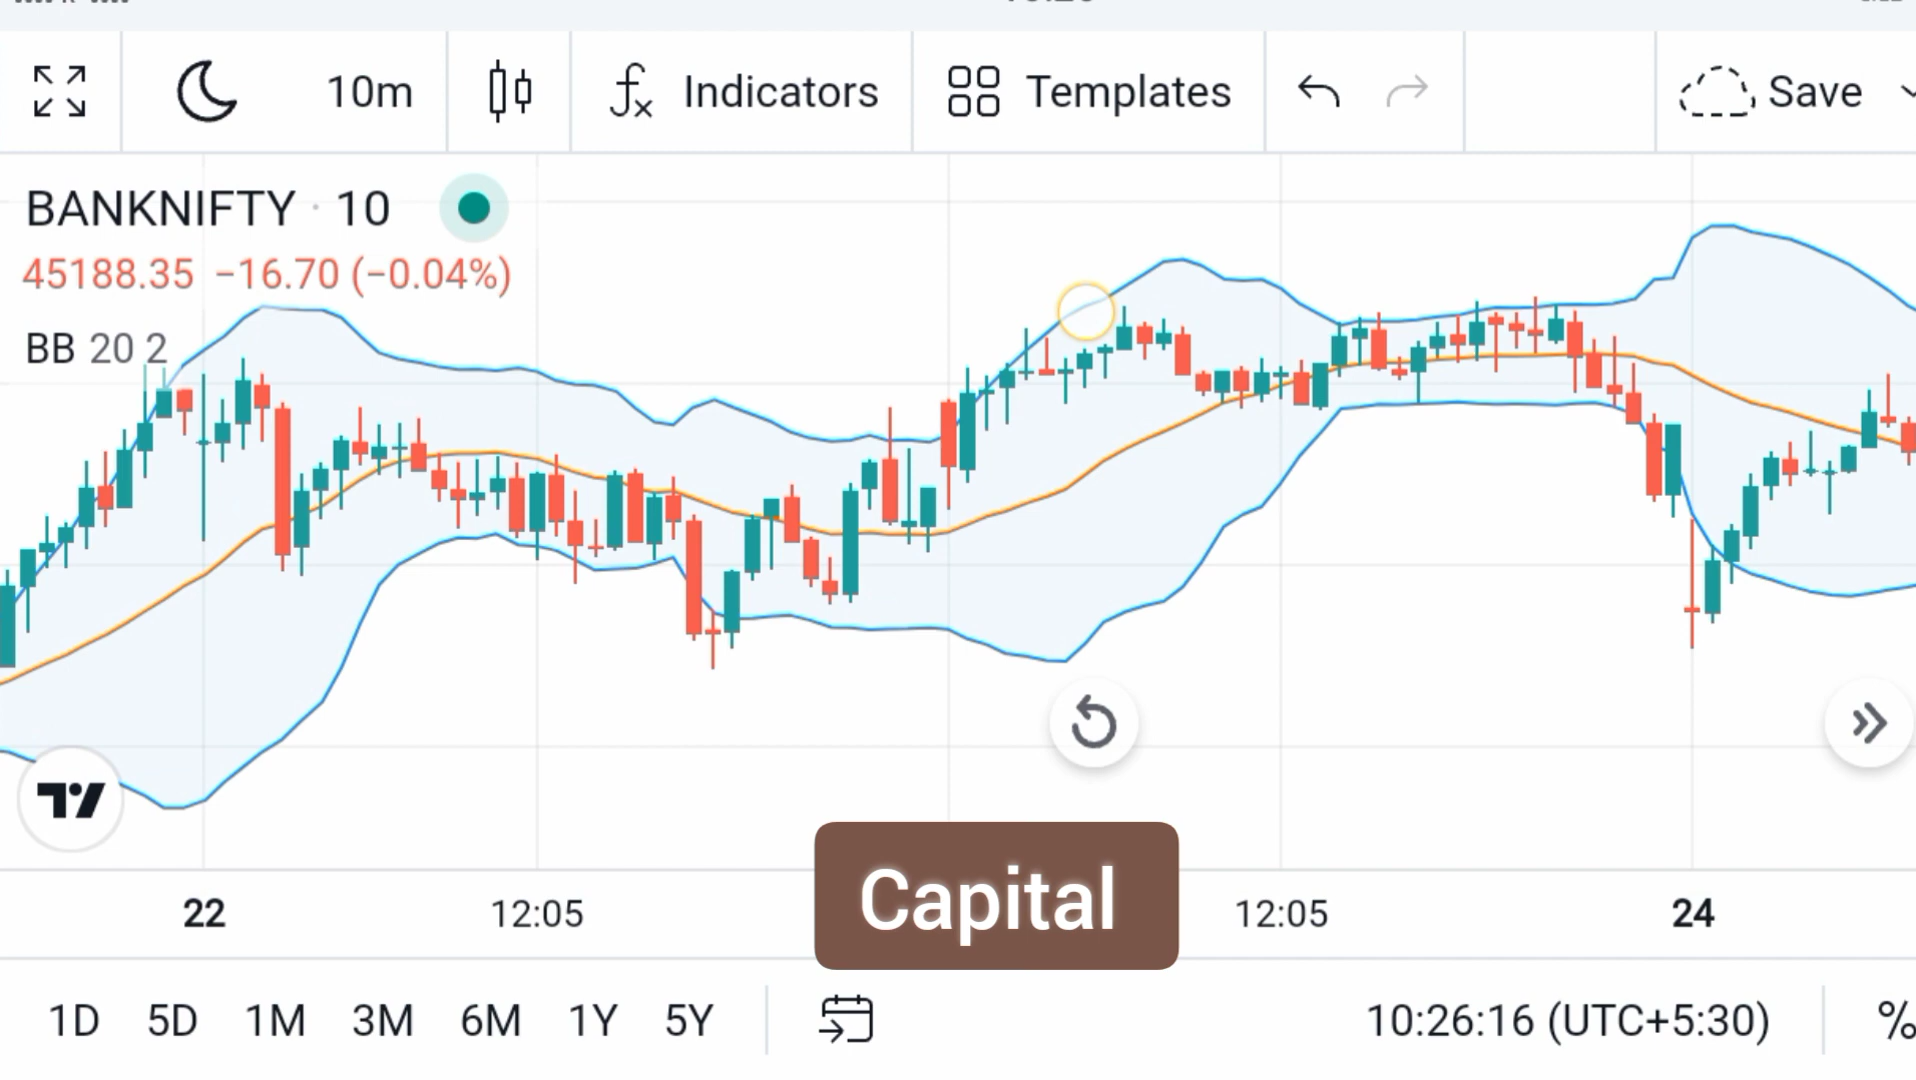 10m
Indicators
Templates
Save
BANKNIFTY · 10
45188.35 −16.70 (−0.04%)
BB 20 2
22 12:05 12:05 24
Capital
1D 5D 1M 3M 6M 1Y 5Y
10:26:16 (UTC+5:30)
%